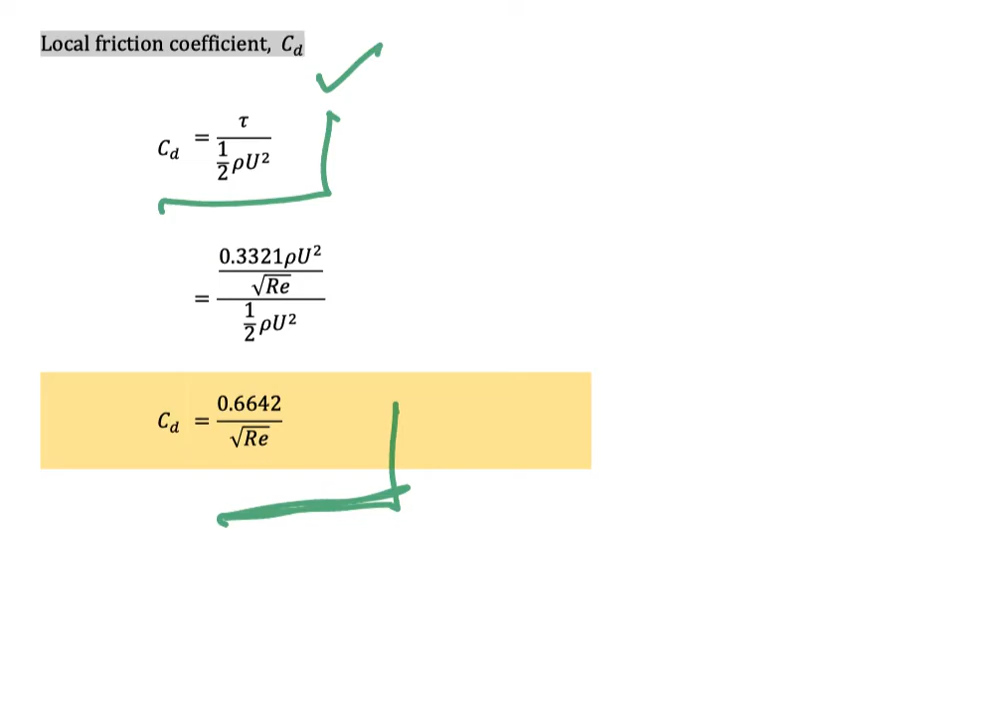 Local friction coefficient, C_d
C_d = τ / (1/2 ρU²)
= (0.3321ρU² / √Re) / (1/2 ρU²)
C_d = 0.6642 / √Re